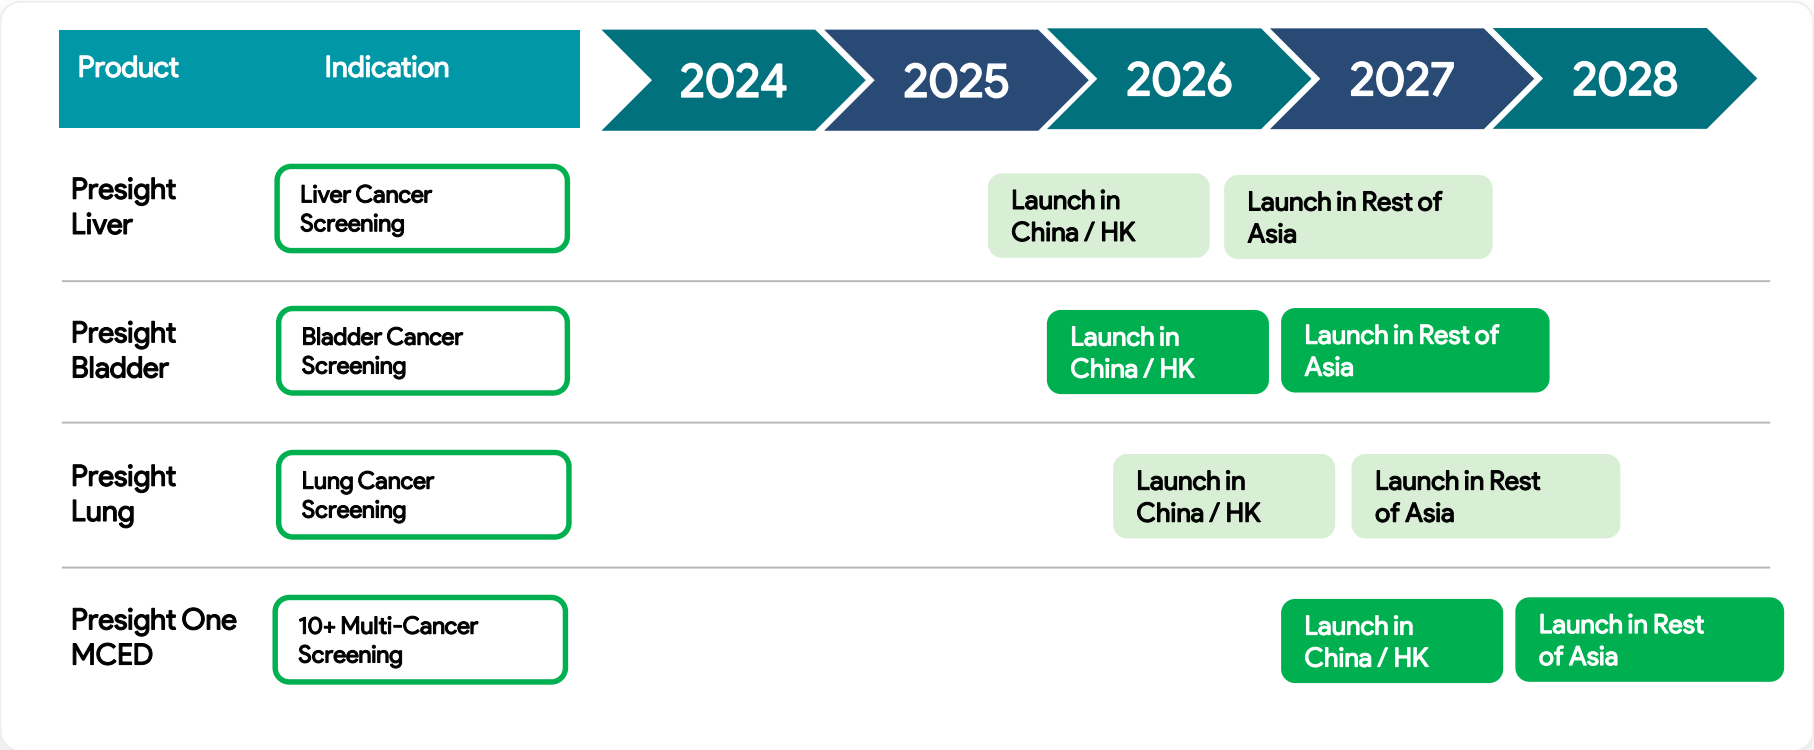 Product
Indication
2024
2025
2026
2027
2028
Presight
Liver
Liver Cancer
Screening
Launch in
China / HK
Launch in Rest of
Asia
Presight
Bladder
Bladder Cancer
Screening
Launch in
China / HK
Launch in Rest of
Asia
Presight
Lung
Lung Cancer
Screening
Launch in
China / HK
Launch in Rest
of Asia
Presight One
MCED
10+ Multi-Cancer
Screening
Launch in
China / HK
Launch in Rest
of Asia